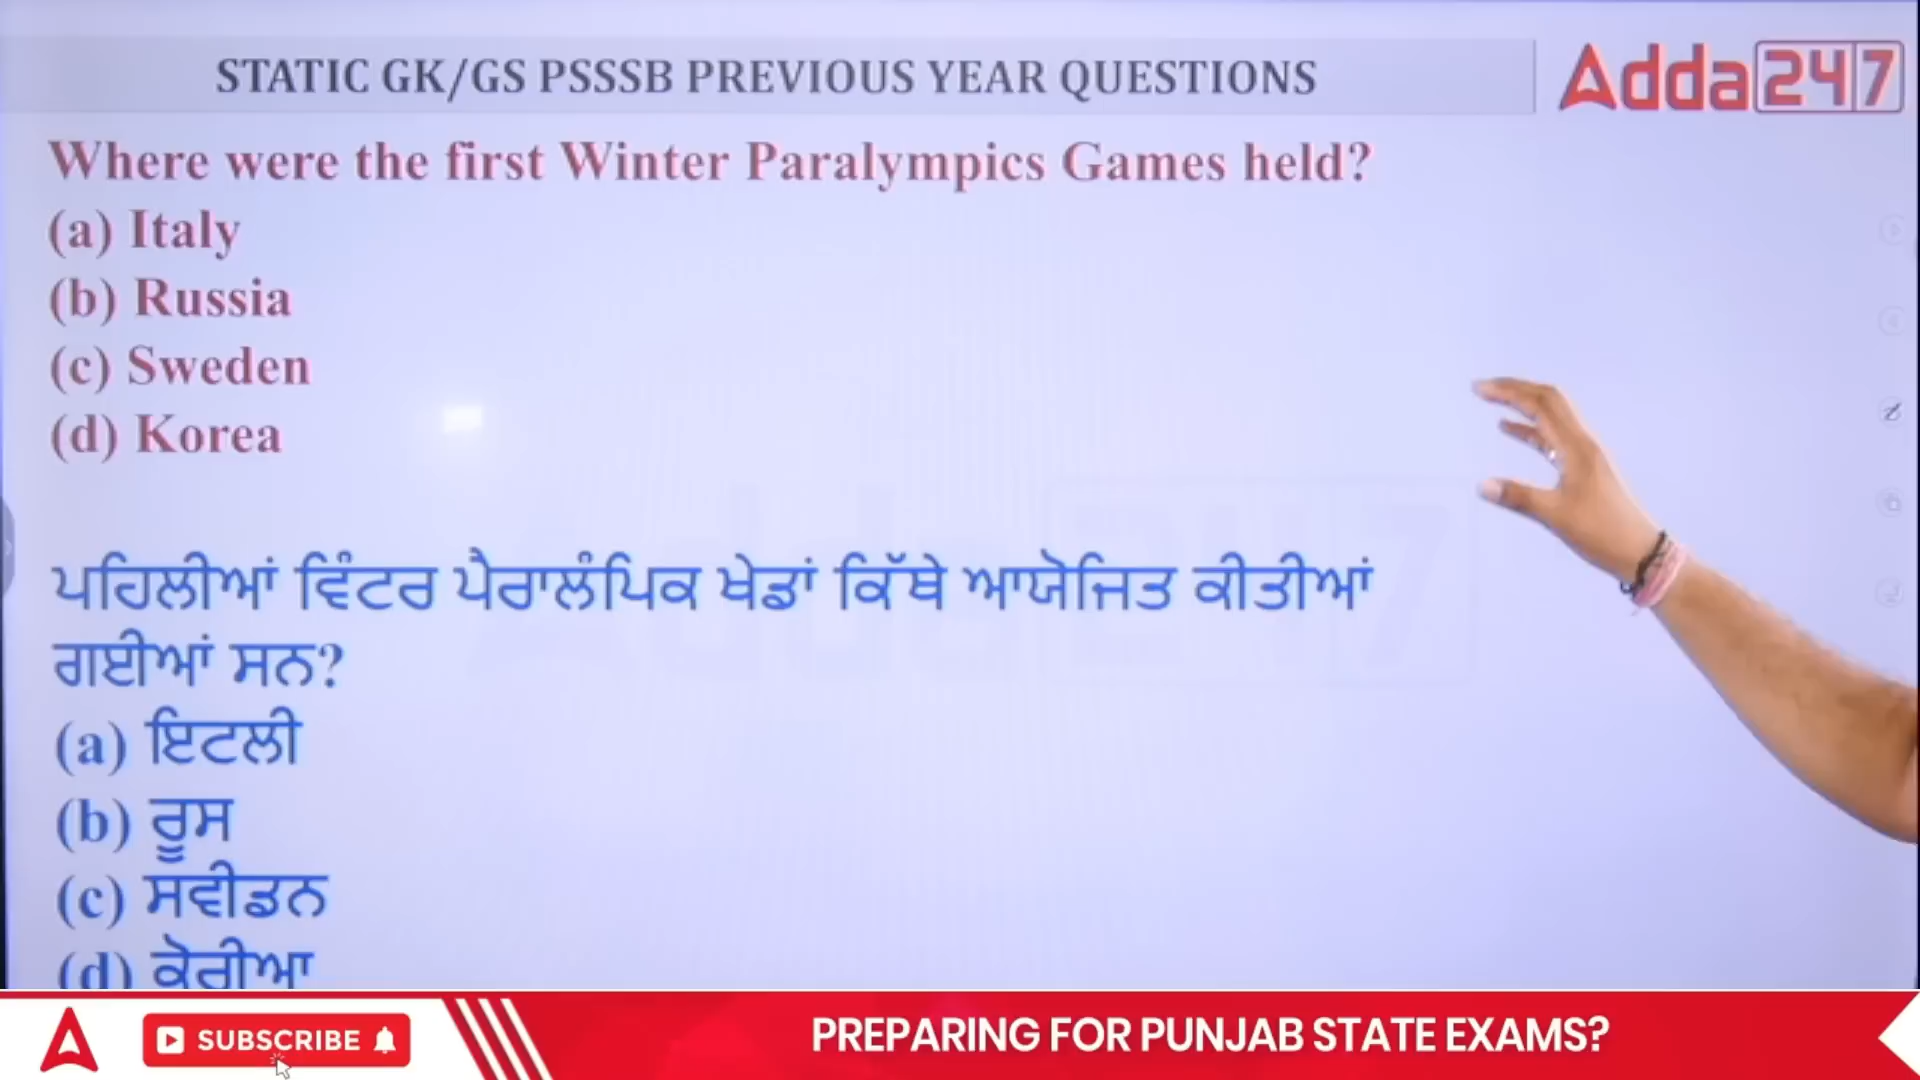 STATIC GK/GS PSSSB PREVIOUS YEAR QUESTIONS
Adda247
Where were the first Winter Paralympics Games held?
(a) Italy
(b) Russia
(c) Sweden
(d) Korea
ਪਹਿਲੀਆਂ ਵਿੰਟਰ ਪੈਰਾਲੰਪਿਕ ਖੇਡਾਂ ਕਿੱਥੇ ਆਯੋਜਿਤ ਕੀਤੀਆਂ
ਗਈਆਂ ਸਨ?
(a) ਇਟਲੀ
(b) ਰੂਸ
(c) ਸਵੀਡਨ
(d) ਕੋਰੀਆ
SUBSCRIBE
PREPARING FOR PUNJAB STATE EXAMS?